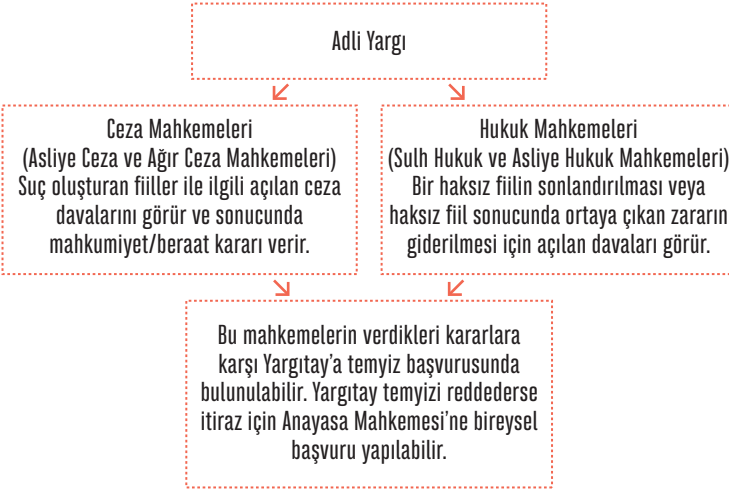 Adli Yargı
Ceza Mahkemeleri
(Asliye Ceza ve Ağır Ceza Mahkemeleri)
Suç oluşturan fiiller ile ilgili açılan ceza
davalarını görür ve sonucunda
mahkumiyet/beraat kararı verir.
Hukuk Mahkemeleri
(Sulh Hukuk ve Asliye Hukuk Mahkemeleri)
Bir haksız fiilin sonlandırılması veya
haksız fiil sonucunda ortaya çıkan zararın
giderilmesi için açılan davaları görür.
Bu mahkemelerin verdikleri kararlara
karşı Yargıtay’a temyiz başvurusunda
bulunulabilir. Yargıtay temyizi reddederse
itiraz için Anayasa Mahkemesi’ne bireysel
başvuru yapılabilir.